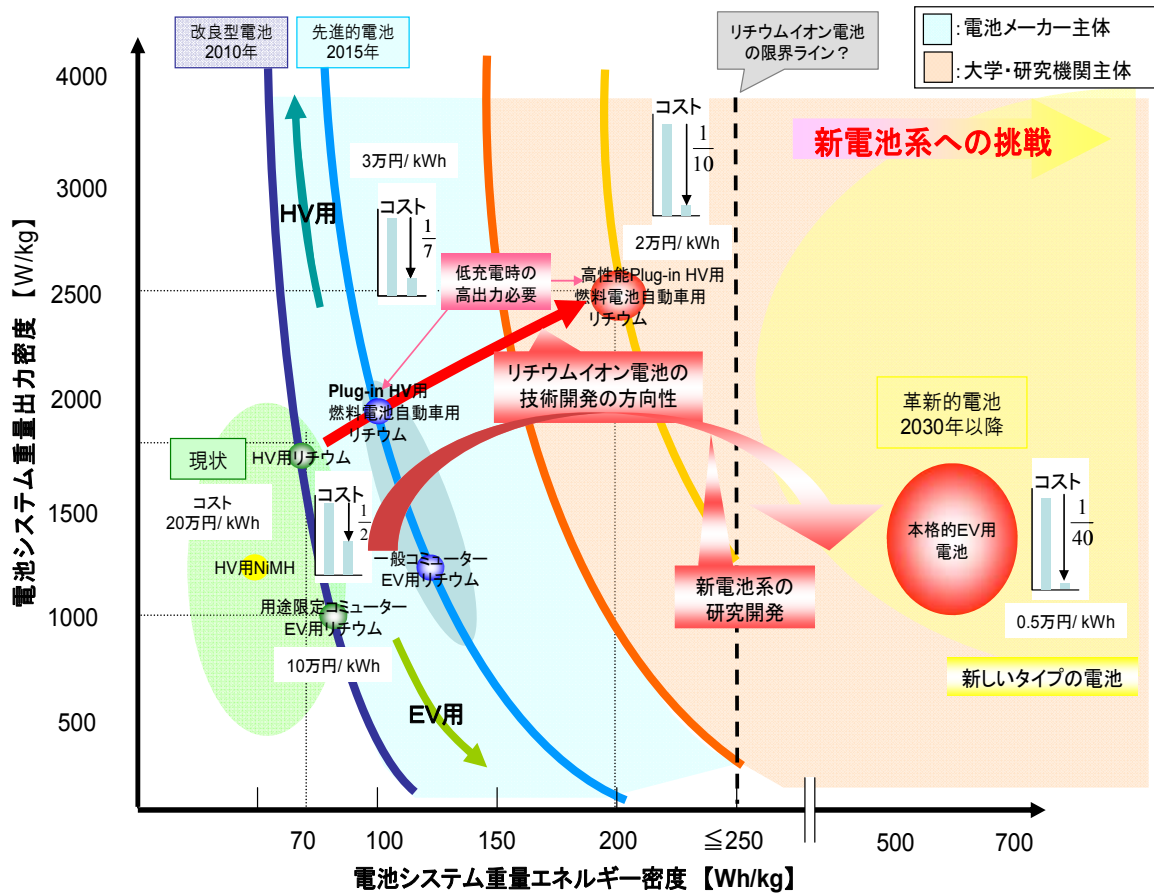 改良型電池
2010年
先進的電池
2015年
リチウムイオン電池
の限界ライン？
：電池メーカー主体
：大学・研究機関主体
電池システム重量出力密度 【W/kg】
4000
3000
2500
2000
1500
1000
500
HV用
3万円/ kWh
コスト
1
7
コスト
1
10
2万円/ kWh
新電池系への挑戦
低充電時の
高出力必要
高性能Plug-in HV用
燃料電池自動車用
リチウム
Plug-in HV用
燃料電池自動車用
リチウム
リチウムイオン電池の
技術開発の方向性
革新的電池
2030年以降
現状
HV用リチウム
コスト
20万円/ kWh
コスト
1
2
HV用NiMH
一般コミューター
EV用リチウム
用途限定コミューター
EV用リチウム
10万円/ kWh
EV用
新電池系の
研究開発
本格的EV用
電池
コスト
1
40
0.5万円/ kWh
新しいタイプの電池
70
100
150
200
≦250
500
700
電池システム重量エネルギー密度 【Wh/kg】